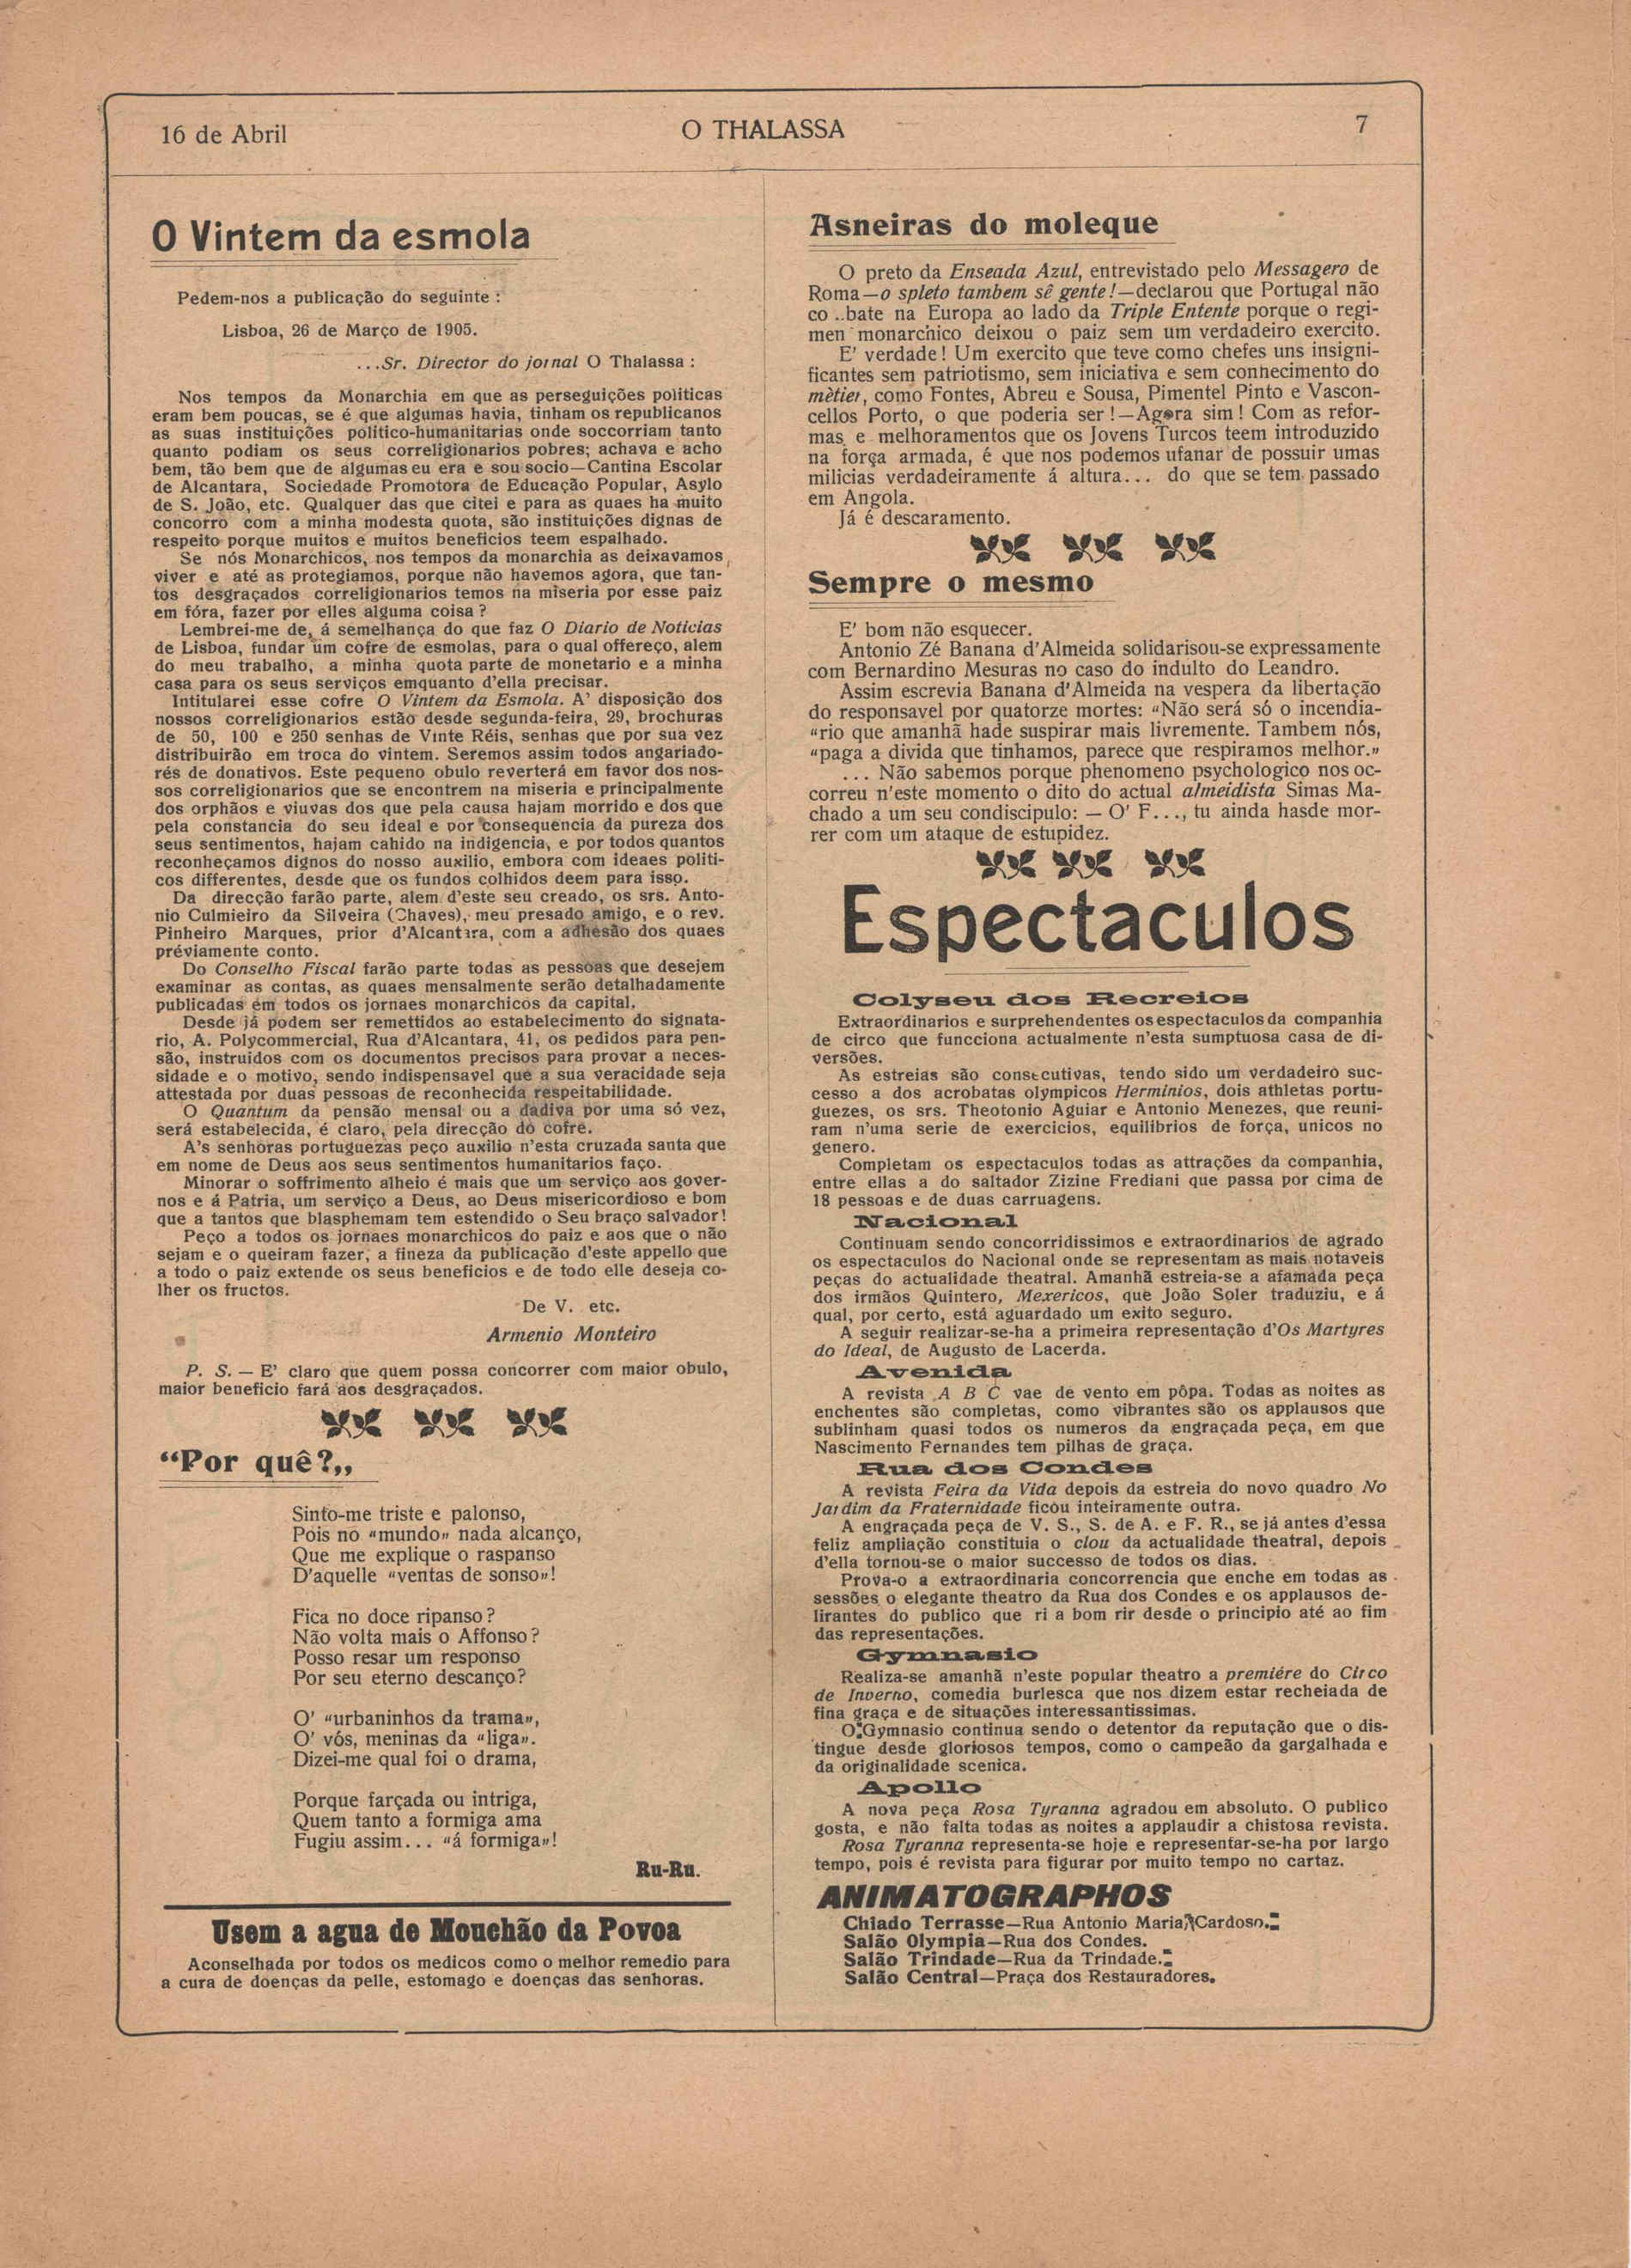 16 de Abril
O THALASSA
7
O Vintem da esmola
Pedem-nos a publicação do seguinte :
Lisboa, 26 de Março de 1905.
...Sr. Director do jornal O Thalassa :
Nos tempos da Monarchia em que as perseguições politicas
eram bem poucas, se é que algumas havia, tinham os republicanos
as suas instituições politico-humanitarias onde soccorriam tanto
quanto podiam os seus correligionarios pobres; achava e acho
bem, tão bem que de algumas eu era e sou socio—Cantina Escolar
de Alcantara, Sociedade Promotora de Educação Popular, Asylo
de S. João, etc. Qualquer das que citei e para as quaes ha muito
concorro com a minha modesta quota, são instituições dignas de
respeito porque muitos e muitos beneficios teem espalhado.
Se nós Monarchicos, nos tempos da monarchia as deixavamos
viver e até as protegiamos, porque não havemos agora, que tan-
tos desgraçados correligionarios temos na miseria por esse paiz
em fóra, fazer por elles alguma coisa ?
Lembrei-me de, á semelhança do que faz O Diario de Noticias
de Lisboa, fundar um cofre de esmolas, para o qual offereço, alem
do meu trabalho, a minha quota parte de monetario e a minha
casa para os seus serviços emquanto d'ella precisar.
Intitularei esse cofre O Vintem da Esmola. A' disposição dos
nossos correligionarios estão desde segunda-feira, 29, brochuras
de 50, 100 e 250 senhas de Vinte Réis, senhas que por sua vez
distribuirão em troca do vintem. Seremos assim todos angariado-
rés de donativos. Este pequeno obulo reverterá em favor dos nos-
sos correligionarios que se encontrem na miseria e principalmente
dos orphãos e viuvas dos que pela causa hajam morrido e dos que
pela constancia do seu ideal e por consequencia da pureza dos
seus sentimentos, hajam cahido na indigencia, e por todos quantos
reconheçamos dignos do nosso auxilio, embora com ideaes politi-
cos differentes, desde que os fundos colhidos deem para isso.
Da direcção farão parte, alem d'este seu creado, os srs. Anto-
nio Culmieiro da Silveira (Chaves), meu presado amigo, e o rev.
Pinheiro Marques, prior d'Alcantara, com a adhesão dos quaes
préviamente conto.
Do Conselho Fiscal farão parte todas as pessoas que desejem
examinar as contas, as quaes mensalmente serão detalhadamente
publicadas em todos os jornaes monarchicos da capital.
Desde já podem ser remettidos ao estabelecimento do signata-
rio, A. Polycommercial, Rua d'Alcantara, 41, os pedidos para pen-
são, instruidos com os documentos precisos para provar a neces-
sidade e o motivo, sendo indispensavel que a sua veracidade seja
attestada por duas pessoas de reconhecida respeitabilidade.
O Quantum da pensão mensal ou a dadiva por uma só vez,
será estabelecida, é claro, pela direcção do cofre.
A's senhoras portuguezas peço auxilio n'esta cruzada santa que
em nome de Deus aos seus sentimentos humanitarios faço.
Minorar o soffrimento alheio é mais que um serviço aos gover-
nos e á Patria, um serviço a Deus, ao Deus misericordioso e bom
que a tantos que blasphemam tem estendido o Seu braço salvador!
Peço a todos os jornaes monarchicos do paiz e aos que o não
sejam e o queiram fazer, a fineza da publicação d'este appello que
a todo o paiz extende os seus beneficios e de todo elle deseja co-
lher os fructos.
De V. etc.
Armenio Monteiro
P. S. — E' claro que quem possa concorrer com maior obulo,
maior beneficio fará aos desgraçados.
“Por quê?„
Sinto-me triste e palonso,
Pois no «mundo» nada alcanço,
Que me explique o raspanso
D'aquelle «ventas de sonso»!
Fica no doce ripanso ?
Não volta mais o Affonso ?
Posso resar um responso
Por seu eterno descanço?
O' «urbaninhos da trama»,
O' vós, meninas da «liga».
Dizei-me qual foi o drama,
Porque farçada ou intriga,
Quem tanto a formiga ama
Fugiu assim... «á formiga»!
Ru-Ru.
Usem a agua de Mouchão da Povoa
Aconselhada por todos os medicos como o melhor remedio para
a cura de doenças da pelle, estomago e doenças das senhoras.
Asneiras do moleque
O preto da Enseada Azul, entrevistado pelo Messagero de
Roma—o spleto tambem sê gente!—declarou que Portugal não
co ..bate na Europa ao lado da Triple Entente porque o regi-
men monarchico deixou o paiz sem um verdadeiro exercito.
E' verdade ! Um exercito que teve como chefes uns insigni-
ficantes sem patriotismo, sem iniciativa e sem conhecimento do
mètier, como Fontes, Abreu e Sousa, Pimentel Pinto e Vascon-
cellos Porto, o que poderia ser !—Agora sim ! Com as refor-
mas e melhoramentos que os Jovens Turcos teem introduzido
na força armada, é que nos podemos ufanar de possuir umas
milicias verdadeiramente á altura... do que se tem passado
em Angola.
Já é descaramento.
Sempre o mesmo
E' bom não esquecer.
Antonio Zé Banana d'Almeida solidarisou-se expressamente
com Bernardino Mesuras no caso do indulto do Leandro.
Assim escrevia Banana d'Almeida na vespera da libertação
do responsavel por quatorze mortes: «Não será só o incendia-
«rio que amanhã hade suspirar mais livremente. Tambem nós,
«paga a divida que tinhamos, parece que respiramos melhor.»
... Não sabemos porque phenomeno psychologico nos oc-
correu n'este momento o dito do actual almeidista Simas Ma-
chado a um seu condiscipulo: — O' F..., tu ainda hasde mor-
rer com um ataque de estupidez.
Espectaculos
Colyseu dos Recreios
Extraordinarios e surprehendentes os espectaculos da companhia
de circo que funcciona actualmente n'esta sumptuosa casa de di-
versões.
As estreias são consecutivas, tendo sido um verdadeiro suc-
cesso a dos acrobatas olympicos Herminios, dois athletas portu-
guezes, os srs. Theotonio Aguiar e Antonio Menezes, que reuni-
ram n'uma serie de exercicios, equilibrios de força, unicos no
genero.
Completam os espectaculos todas as attrações da companhia,
entre ellas a do saltador Zizine Frediani que passa por cima de
18 pessoas e de duas carruagens.
Nacional
Continuam sendo concorridissimos e extraordinarios de agrado
os espectaculos do Nacional onde se representam as mais notaveis
peças do actualidade theatral. Amanhã estreia-se a afamada peça
dos irmãos Quintero, Mexericos, que João Soler traduziu, e á
qual, por certo, está aguardado um exito seguro.
A seguir realizar-se-ha a primeira representação d'Os Martyres
do Ideal, de Augusto de Lacerda.
Avenida
A revista A B C vae de vento em pôpa. Todas as noites as
enchentes são completas, como vibrantes são os applausos que
sublinham quasi todos os numeros da engraçada peça, em que
Nascimento Fernandes tem pilhas de graça.
Rua dos Condes
A revista Feira da Vida depois da estreia do novo quadro No
Jardim da Fraternidade ficou inteiramente outra.
A engraçada peça de V. S., S. de A. e F. R., se já antes d'essa
feliz ampliação constituia o clou da actualidade theatral, depois
d'ella tornou-se o maior successo de todos os dias.
Prova-o a extraordinaria concorrencia que enche em todas as
sessões o elegante theatro da Rua dos Condes e os applausos de-
lirantes do publico que ri a bom rir desde o principio até ao fim
das representações.
Gymnasio
Realiza-se amanhã n'este popular theatro a premiére do Circo
de Inverno, comedia burlesca que nos dizem estar recheiada de
fina graça e de situações interessantissimas.
O Gymnasio continua sendo o detentor da reputação que o dis-
tingue desde gloriosos tempos, como o campeão da gargalhada e
da originalidade scenica.
Apollo
A nova peça Rosa Tyranna agradou em absoluto. O publico
gosta, e não falta todas as noites a applaudir a chistosa revista.
Rosa Tyranna representa-se hoje e representar-se-ha por largo
tempo, pois é revista para figurar por muito tempo no cartaz.
ANIMATOGRAPHOS
Chiado Terrasse—Rua Antonio Maria Cardoso.
Salão Olympia—Rua dos Condes.
Salão Trindade—Rua da Trindade.
Salão Central—Praça dos Restauradores.